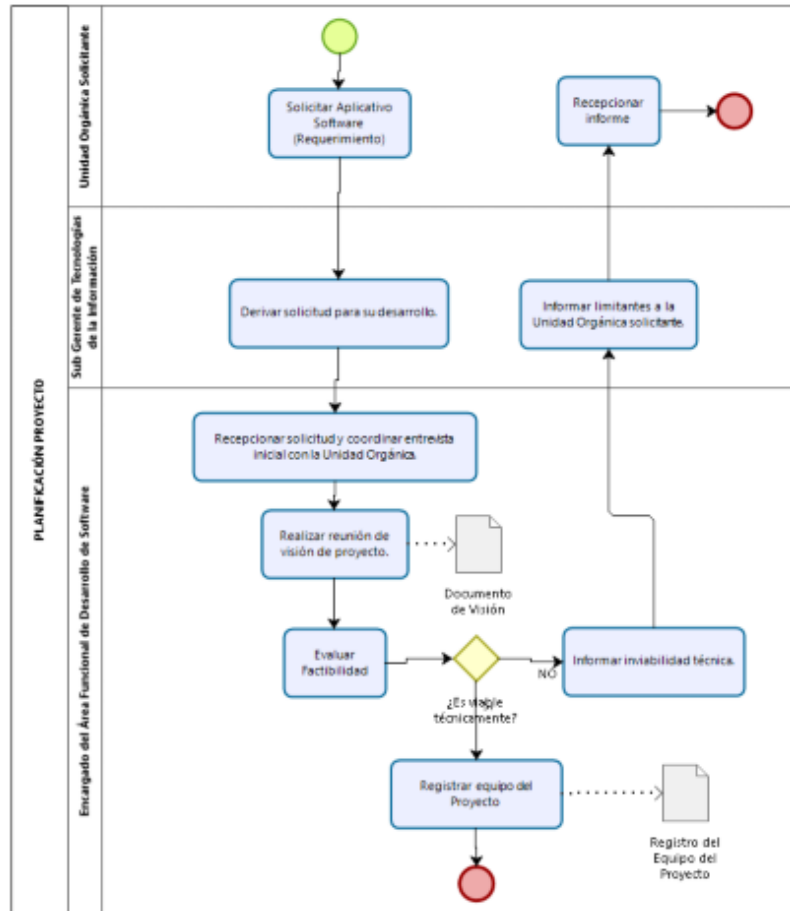 PLANIFICACIÓN PROYECTO
Unidad Orgánica Solicitante
Solicitar Aplicativo
Software
(Requerimiento)
Recepcionar
informe
Sub Gerente de Tecnologías
de la Información
Derivar solicitud para su desarrollo.
Informar limitantes a la
Unidad Orgánica solicitante.
Encargado del Área Funcional de Desarrollo de Software
Recepcionar solicitud y coordinar entrevista
inicial con la Unidad Orgánica.
Realizar reunión de
visión de proyecto.
Documento
de Visión
Evaluar
Factibilidad
¿Es viable
técnicamente?
NO
Informar inviabilidad técnica.
Registrar equipo del
Proyecto
Registro del
Equipo del
Proyecto